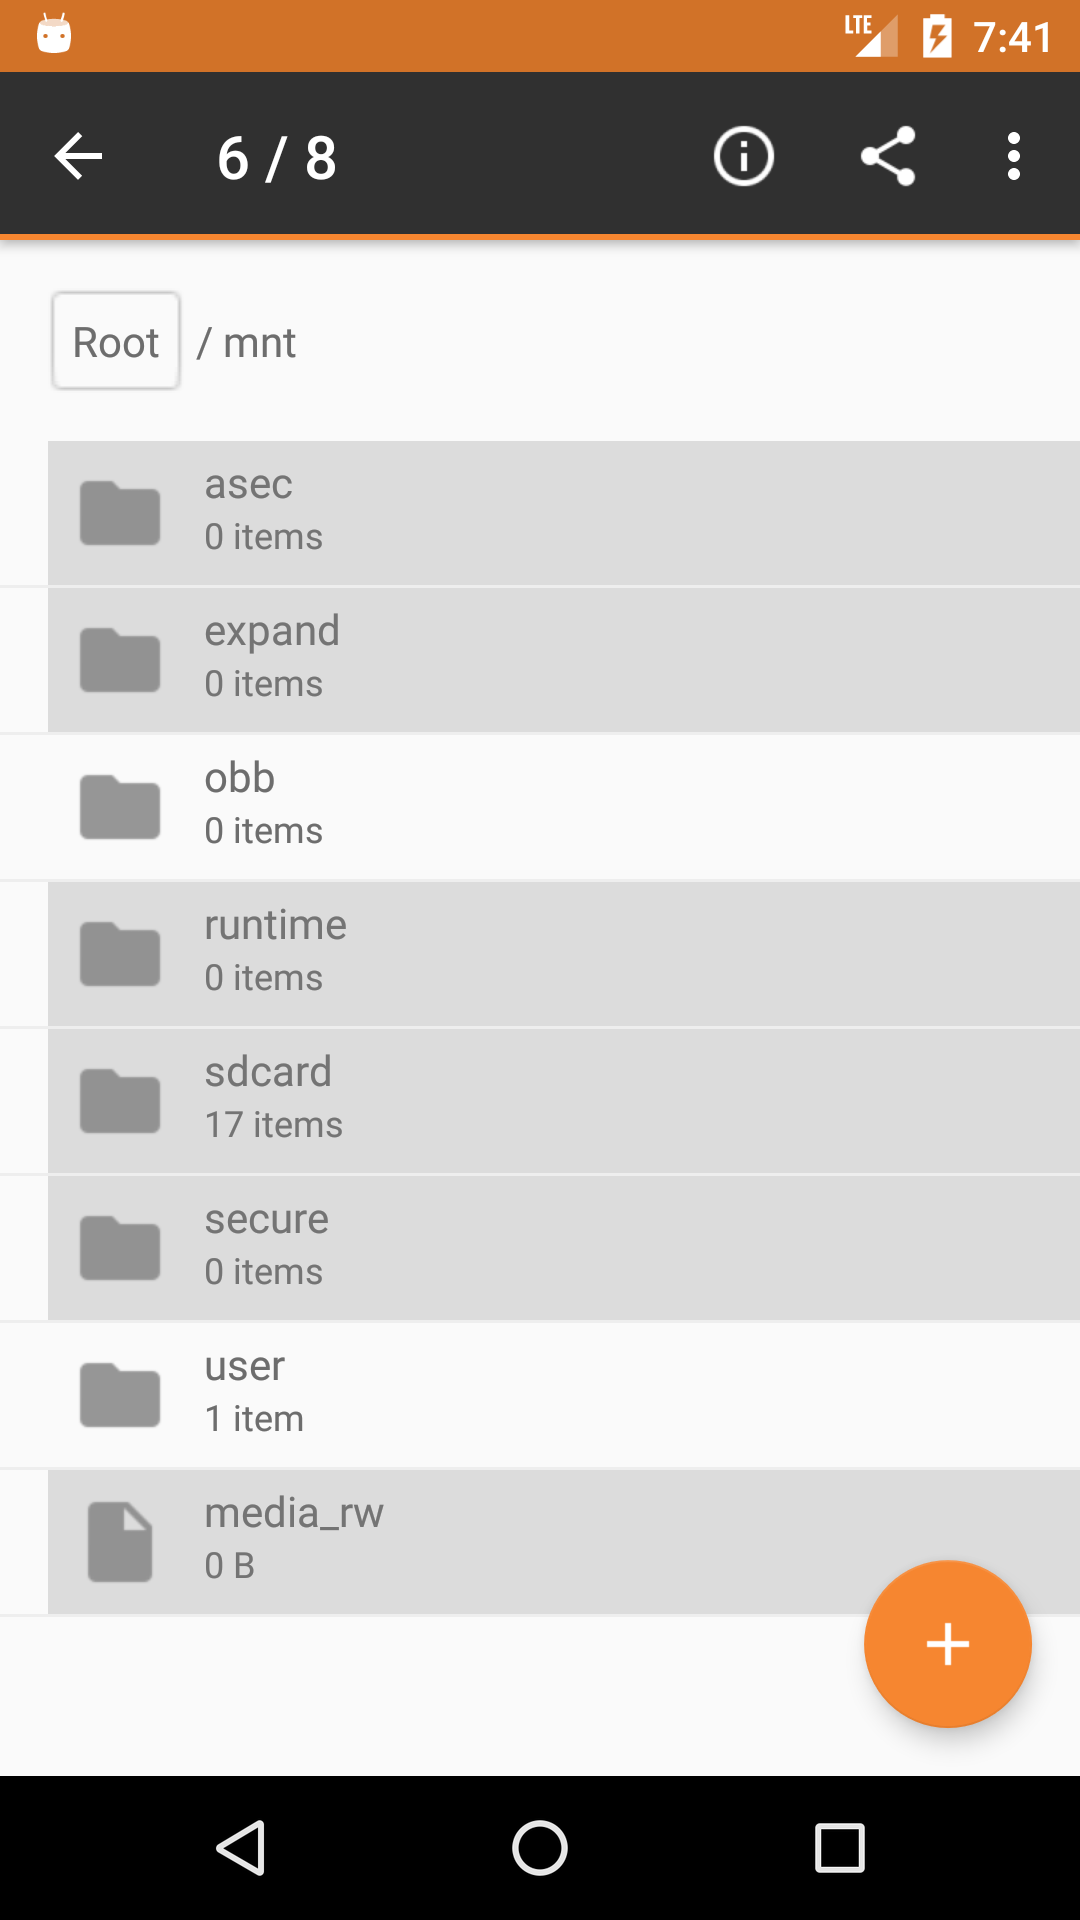 LTE 7:41
6 / 8
Root / mnt
asec
0 items
expand
0 items
obb
0 items
runtime
0 items
sdcard
17 items
secure
0 items
user
1 item
media_rw
0 B